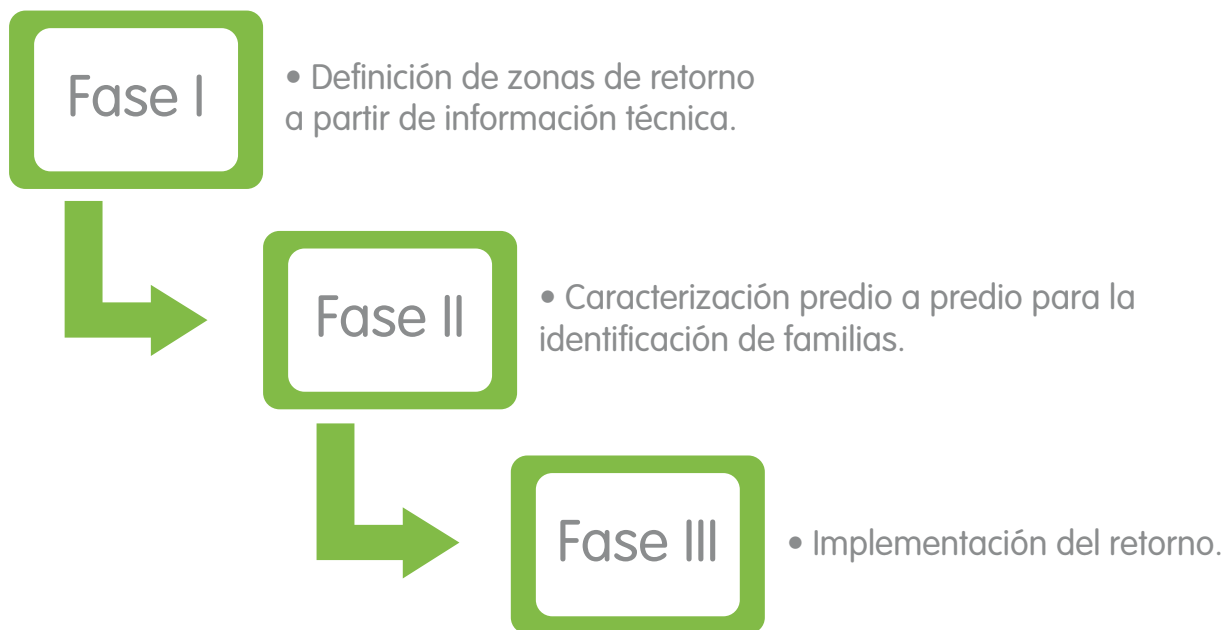 Fase I
• Definición de zonas de retorno
a partir de información técnica.
Fase II
• Caracterización predio a predio para la
identificación de familias.
Fase III
• Implementación del retorno.